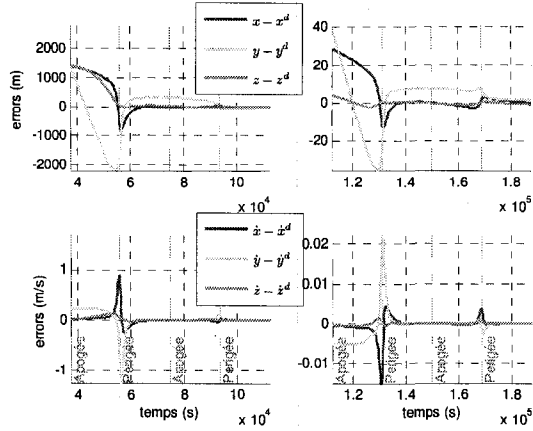 x − x^d
y − y^d
z − z^d
errors (m)
2000
1000
0
-1000
-2000
4
6
8
10
temps (s)
x 10^4
40
20
0
-20
1.2
1.4
1.6
1.8
temps (s)
x 10^5
ẋ − ẋ^d
ẏ − ẏ^d
ż − ż^d
errors (m/s)
1
0
-1
Apogée
Perigée
Apogée
Perigée
4
6
8
10
temps (s)
x 10^4
0.02
0.01
0
-0.01
Apogée
Perigée
Apogée
Perigée
1.2
1.4
1.6
1.8
temps (s)
x 10^5